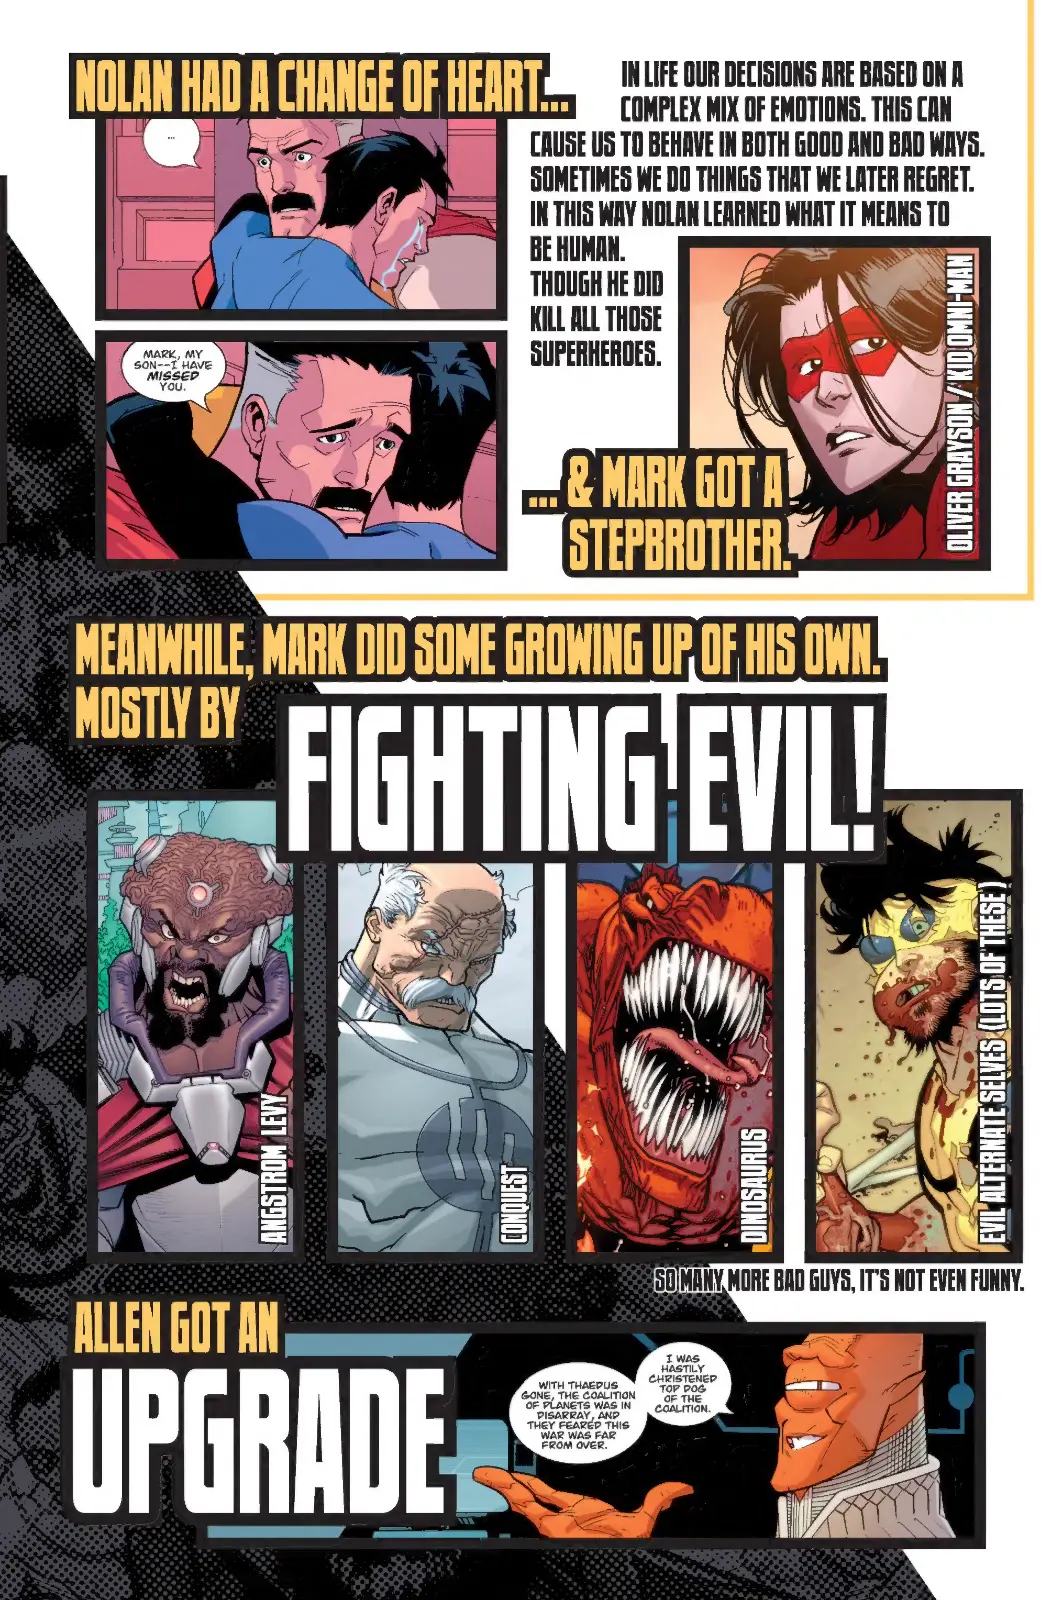 NOLAN HAD A CHANGE OF HEART...
...
MARK, MY
SON--I HAVE
MISSED
YOU.
IN LIFE OUR DECISIONS ARE BASED ON A
COMPLEX MIX OF EMOTIONS. THIS CAN
CAUSE US TO BEHAVE IN BOTH GOOD AND BAD WAYS.
SOMETIMES WE DO THINGS THAT WE LATER REGRET.
IN THIS WAY NOLAN LEARNED WHAT IT MEANS TO
BE HUMAN.
THOUGH HE DID
KILL ALL THOSE
SUPERHEROES.
OLIVER GRAYSON / KID OMNI-MAN
... & MARK GOT A
STEPBROTHER.
MEANWHILE, MARK DID SOME GROWING UP OF HIS OWN.
MOSTLY BY
FIGHTING EVIL!
ANGSTROM LEVY
CONQUEST
DINOSAURUS
EVIL ALTERNATE SELVES (LOTS OF THESE)
SO MANY MORE BAD GUYS, IT'S NOT EVEN FUNNY.
ALLEN GOT AN
UPGRADE
WITH THAEDUS
GONE, THE COALITION
OF PLANETS WAS IN
DISARRAY, AND
THEY FEARED THIS
WAR WAS FAR
FROM OVER.
I WAS
HASTILY
CHRISTENED
TOP DOG
OF THE
COALITION.